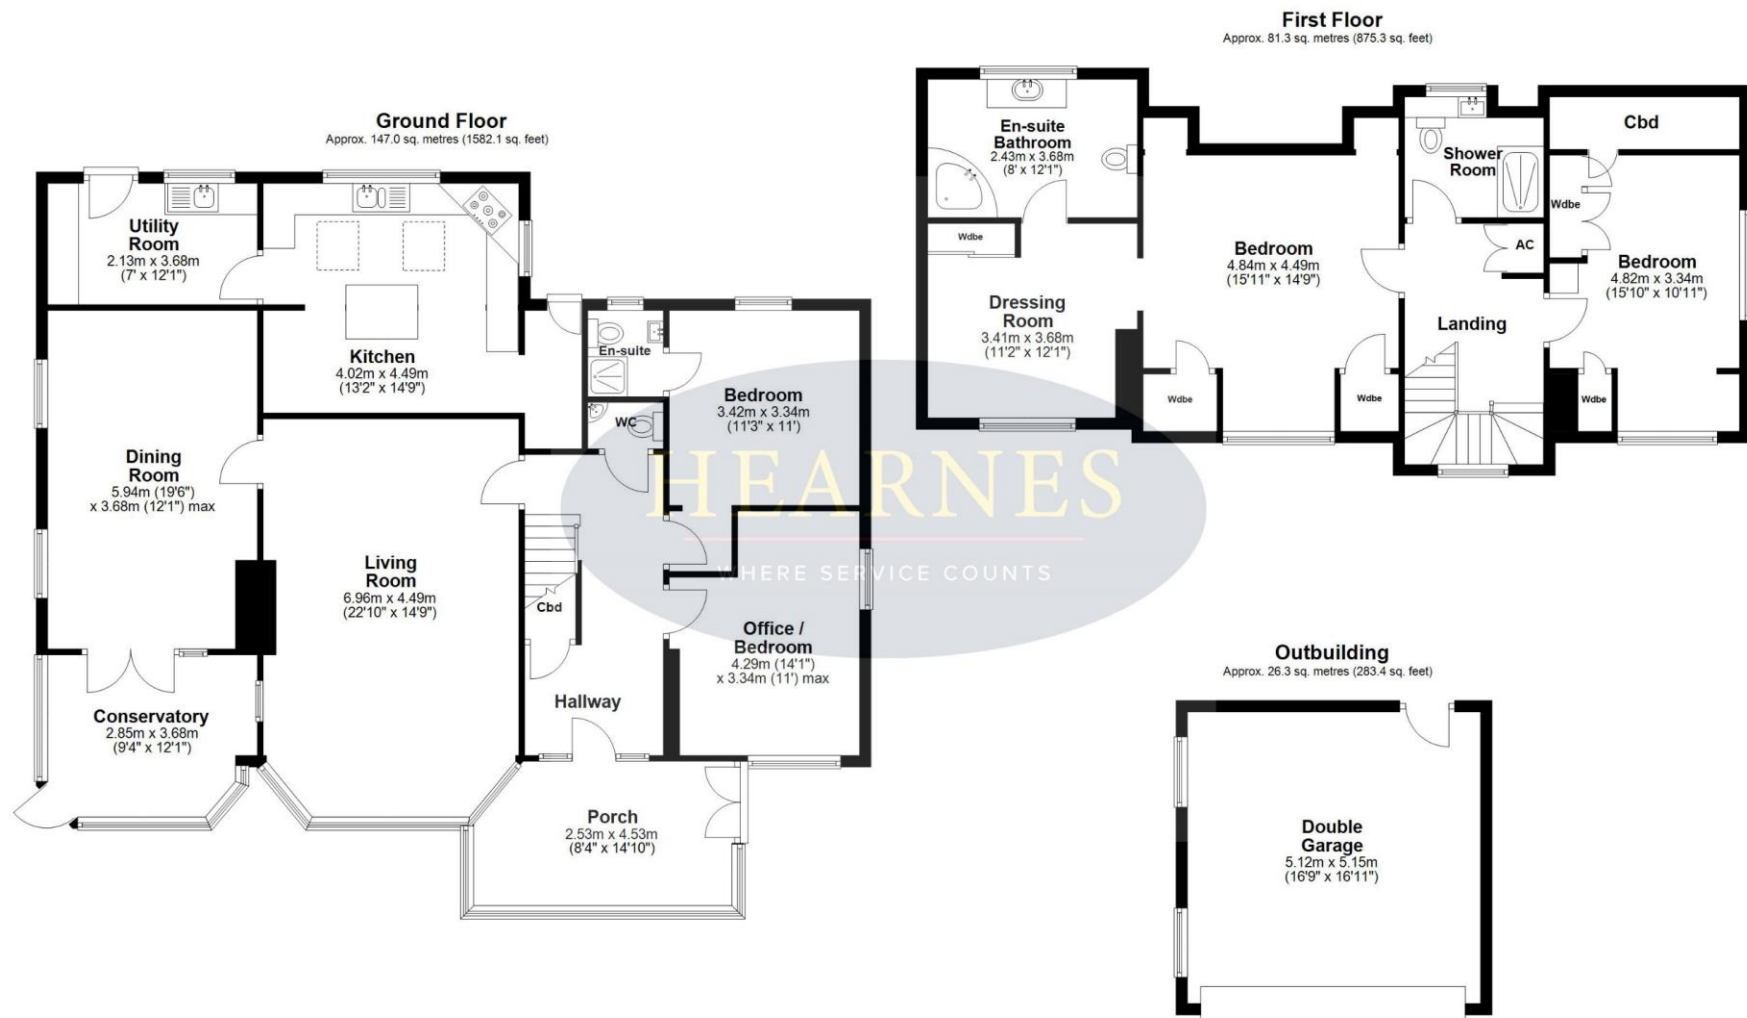 Ground Floor
Approx. 147.0 sq. metres (1582.1 sq. feet)
Utility
Room
2.13m x 3.68m
(7' x 12'1")
Kitchen
4.02m x 4.49m
(13'2" x 14'9")
En-suite
WC
Bedroom
3.42m x 3.34m
(11'3" x 11')
Dining
Room
5.94m (19'6")
x 3.68m (12'1") max
Living
Room
6.96m x 4.49m
(22'10" x 14'9")
Cbd
Office /
Bedroom
4.29m (14'1")
x 3.34m (11') max
Hallway
Conservatory
2.85m x 3.68m
(9'4" x 12'1")
Porch
2.53m x 4.53m
(8'4" x 14'10")
HEARNES
WHERE SERVICE COUNTS
First Floor
Approx. 81.3 sq. metres (875.3 sq. feet)
En-suite
Bathroom
2.43m x 3.68m
(8' x 12'1")
Wdbe
Dressing
Room
3.41m x 3.68m
(11'2" x 12'1")
Bedroom
4.84m x 4.49m
(15'11" x 14'9")
Wdbe
Wdbe
Shower
Room
AC
Landing
Cbd
Wdbe
Bedroom
4.82m x 3.34m
(15'10" x 10'11")
Wdbe
Outbuilding
Approx. 26.3 sq. metres (283.4 sq. feet)
Double
Garage
5.12m x 5.15m
(16'9" x 16'11")